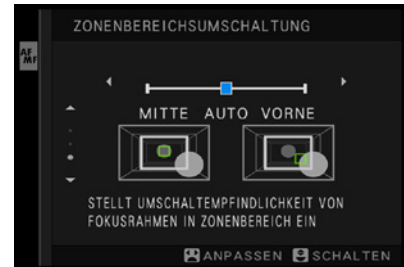 ZONENBEREICHSUMSCHALTUNG
AF
MF
MITTE AUTO VORNE
STELLT UMSCHALTEMPFINDLICHKEIT VON
FOKUSRAHMEN IN ZONENBEREICH EIN
ANPASSEN SCHALTEN